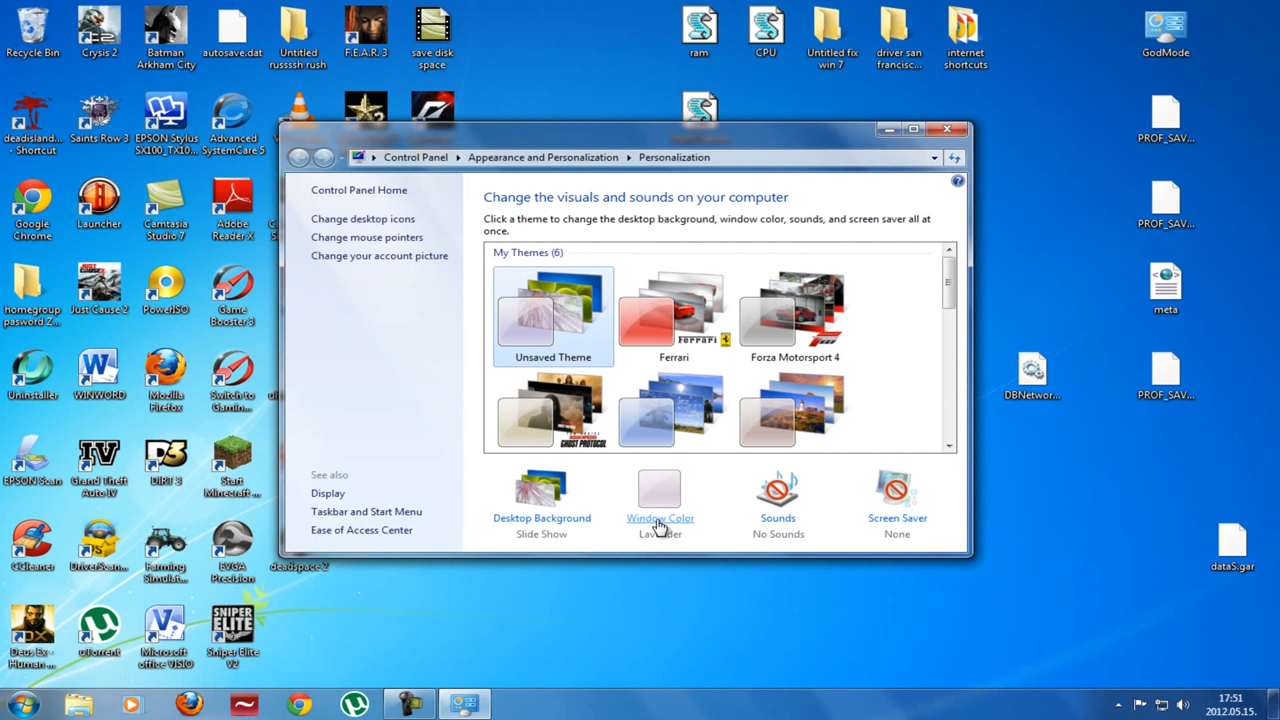 Recycle Bin
Crysis 2
Batman
Arkham City
autosave.dat
Untitled
russssh rush
F.E.A.R. 3
save disk
space
ram
CPU
Untitled fix
win 7
driver san
francisc...
internet
shortcuts
GodMode
deadisland...
- Shortcut
Saints Row 3
EPSON Stylus
SX100_TX10...
Advanced
SystemCare 5
PROF_SAV...
Control Panel
Appearance and Personalization
Personalization
Control Panel Home
Change desktop icons
Change mouse pointers
Change your account picture
Change the visuals and sounds on your computer
Click a theme to change the desktop background, window color, sounds, and screen saver all at
once.
My Themes (6)
Unsaved Theme
Ferrari
Ferrari
Forza Motorsport 4
GHOST PROTOCOL
Desktop Background
Slide Show
Window Color
Sounds
No Sounds
Screen Saver
None
See also
Display
Taskbar and Start Menu
Ease of Access Center
Google
Chrome
Launcher
Camtasia
Studio 7
Adobe
Reader X
PROF_SAV...
homegroup
pasword Z...
Just Cause 2
PowerISO
Game
Booster 3
meta
Uninstaller
WINWORD
Mozilla
Firefox
Switch to
Gamin...
DBNetwor...
PROF_SAV...
EPSON Scan
Grand Theft
Auto IV
DiRT 3
Start
Minecraft ...
CCleaner
DriverScan...
Farming
Simulat...
EVGA
Precision
deadspace 2
dataS.gar
Deus Ex -
Human ...
uTorrent
Microsoft
office VISIO
SNIPER
ELITE
Sniper Elite
V2
17:51
2012.05.15.